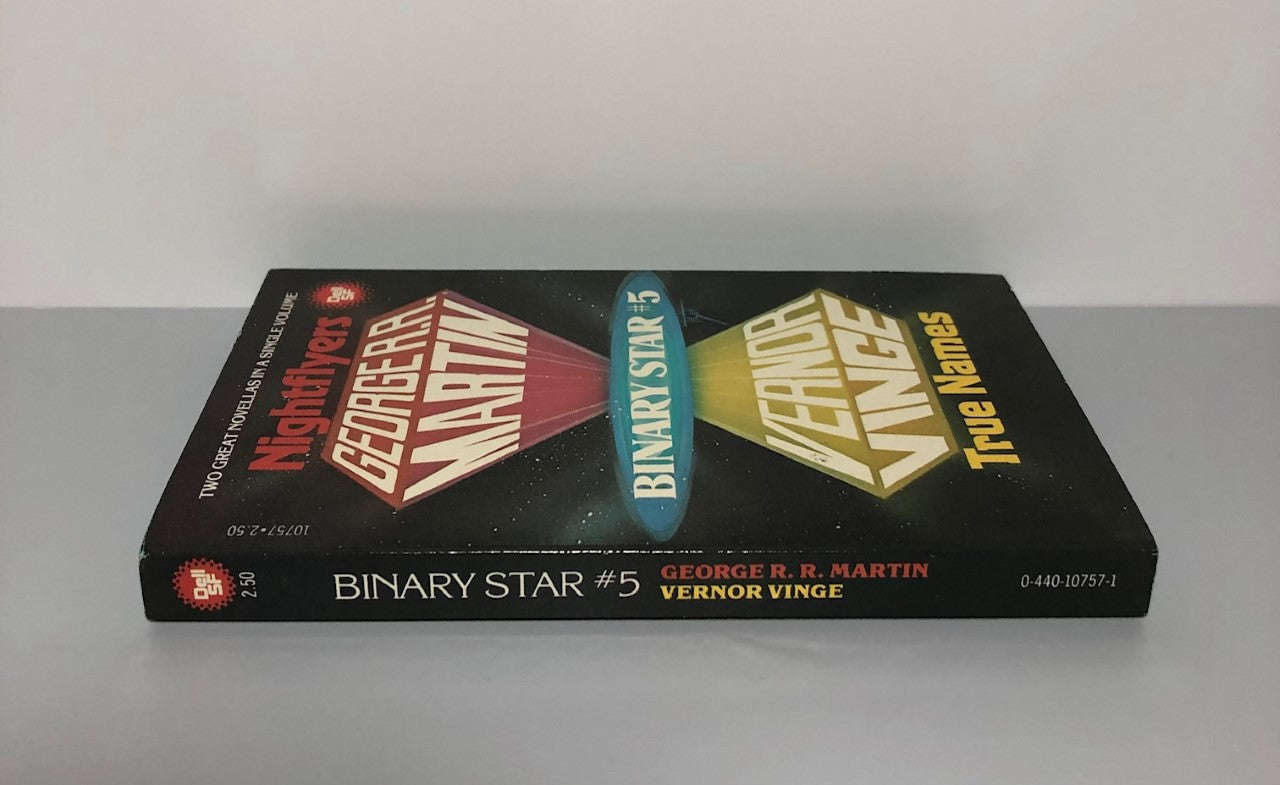 TWO GREAT NOVELLAS IN A SINGLE VOLUME
Dell
SF
Nightflyers
GEORGE R.R.
MARTIN
BINARY STAR #5
VERNOR
VINGE
True Names
10757•2.50
Dell
SF
2.50
BINARY STAR #5
GEORGE R. R. MARTIN
VERNOR VINGE
0-440-10757-1